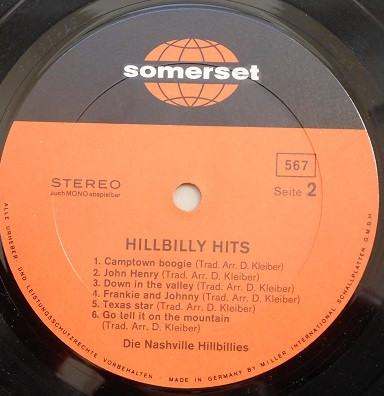 somerset
STEREO
auch MONO abspielbar
567
Seite 2
HILLBILLY HITS
1. Camptown boogie (Trad. Arr. D. Kleiber)
2. John Henry (Trad. Arr. D. Kleiber)
3. Down in the valley (Trad. Arr. D. Kleiber)
4. Frankie and Johnny (Trad. Arr. D. Kleiber)
5. Texas star (Trad. Arr. D. Kleiber)
6. Go tell it on the mountain
(Trad. Arr. D. Kleiber)
Die Nashville Hillbillies
ALLE URHEBER- UND LEISTUNGSSCHUTZRECHTE VORBEHALTEN
MADE IN GERMANY BY MILLER INTERNATIONAL SCHALLPLATTEN G.M.B.H.